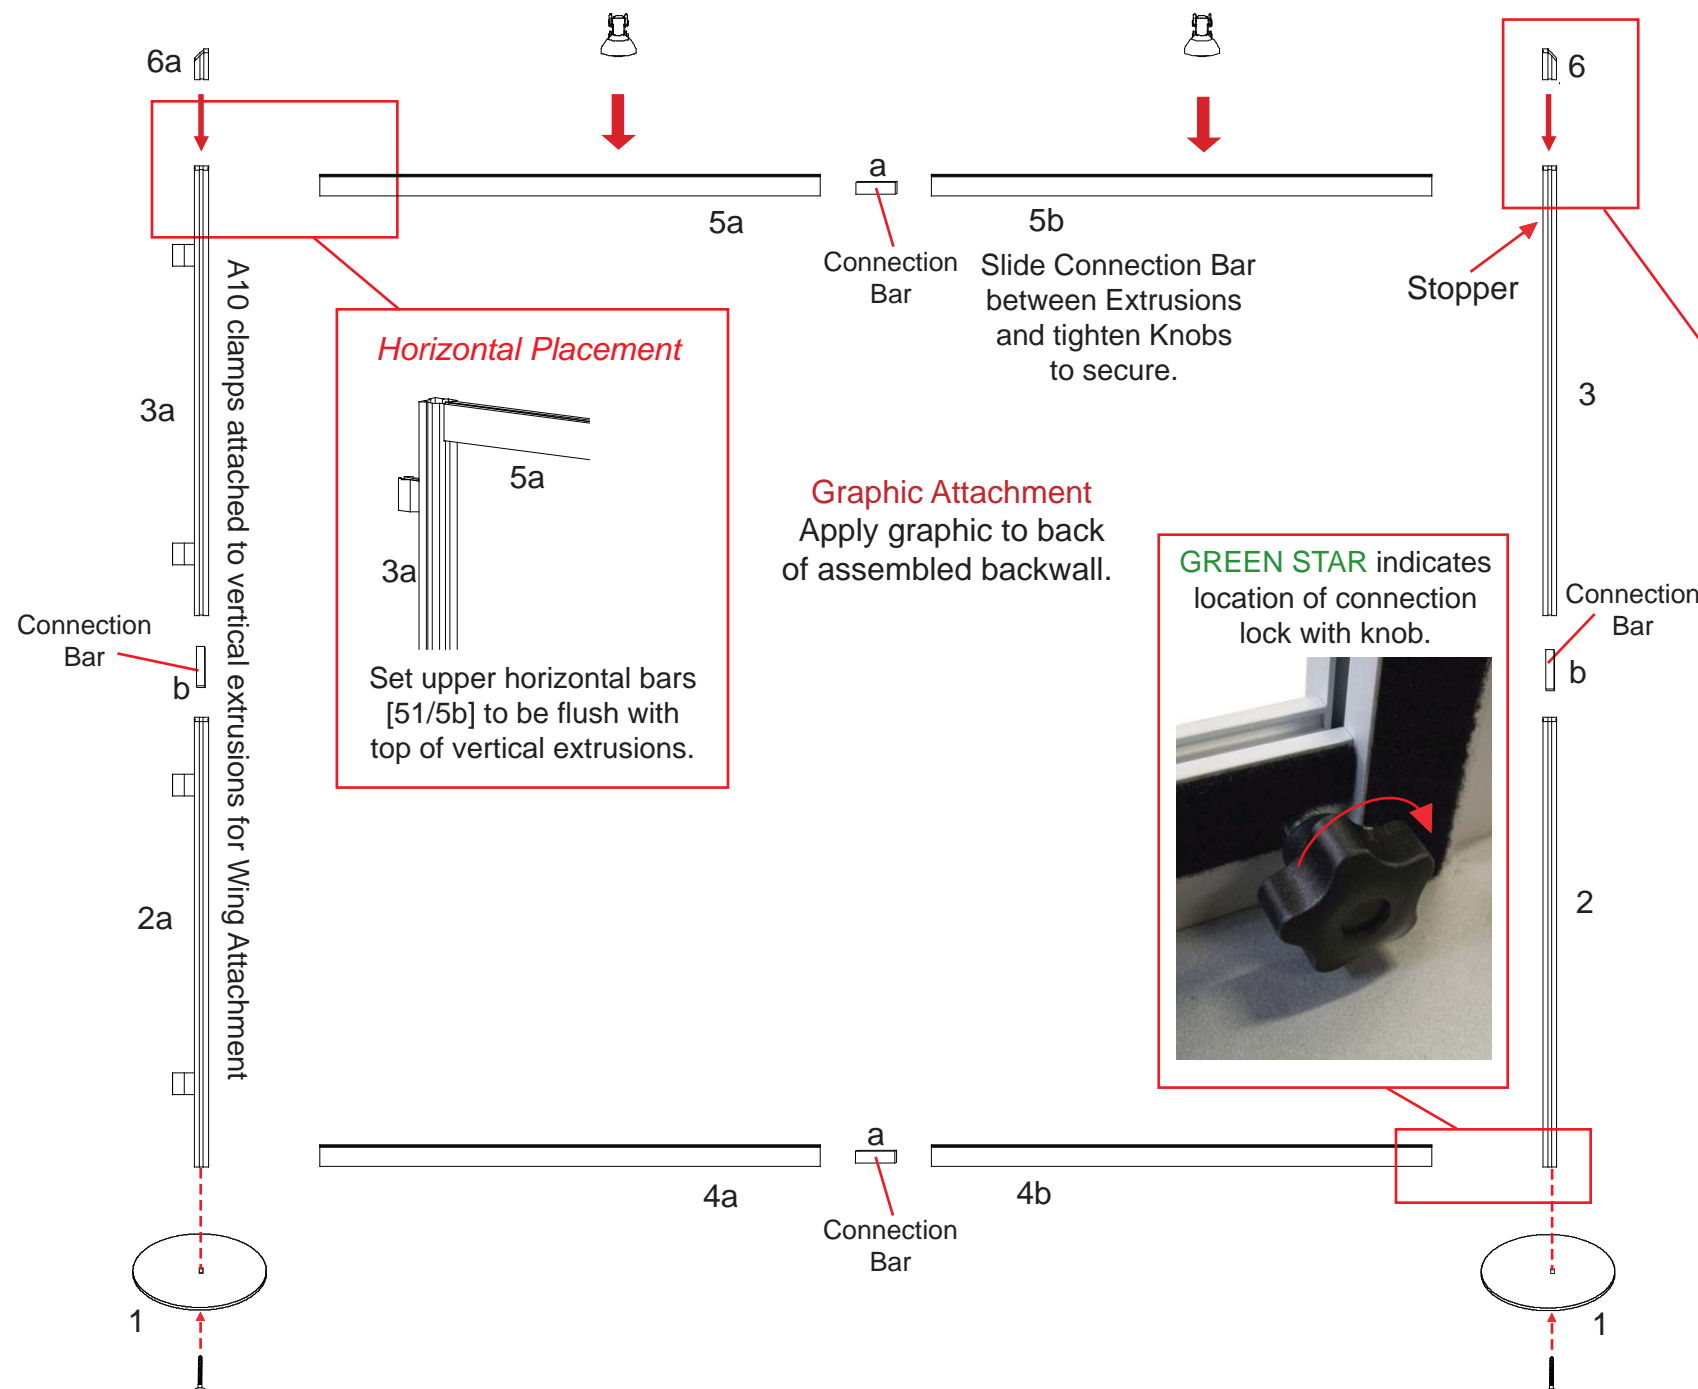 6a
6
a
5a
5b
Connection
Bar
Slide Connection Bar
between Extrusions
and tighten Knobs
to secure.
Stopper
A10 clamps attached to vertical extrusions for Wing Attachment
Horizontal Placement
5a
3a
Set upper horizontal bars
[51/5b] to be flush with
top of vertical extrusions.
3a
3
Graphic Attachment
Apply graphic to back
of assembled backwall.
GREEN STAR indicates
location of connection
lock with knob.
Connection
Bar
b
Connection
Bar
b
2a
2
a
4a
4b
Connection
Bar
1
1